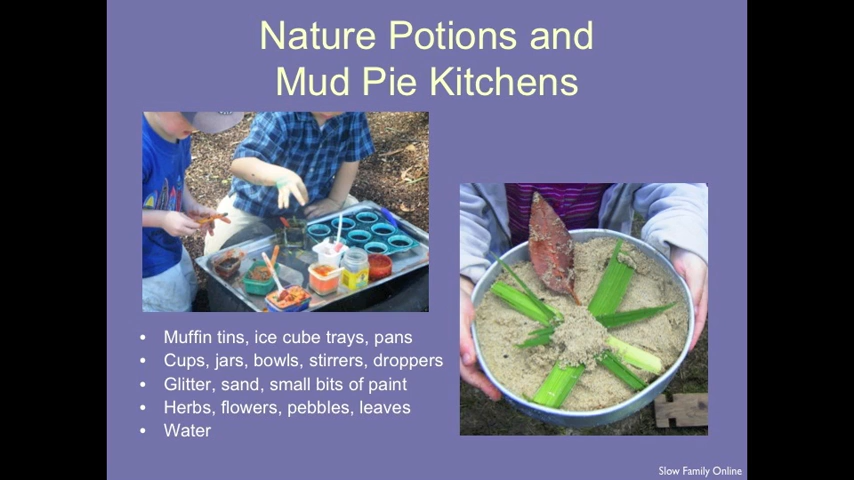 Nature Potions and
Mud Pie Kitchens
• Muffin tins, ice cube trays, pans
• Cups, jars, bowls, stirrers, droppers
• Glitter, sand, small bits of paint
• Herbs, flowers, pebbles, leaves
• Water
Slow Family Online